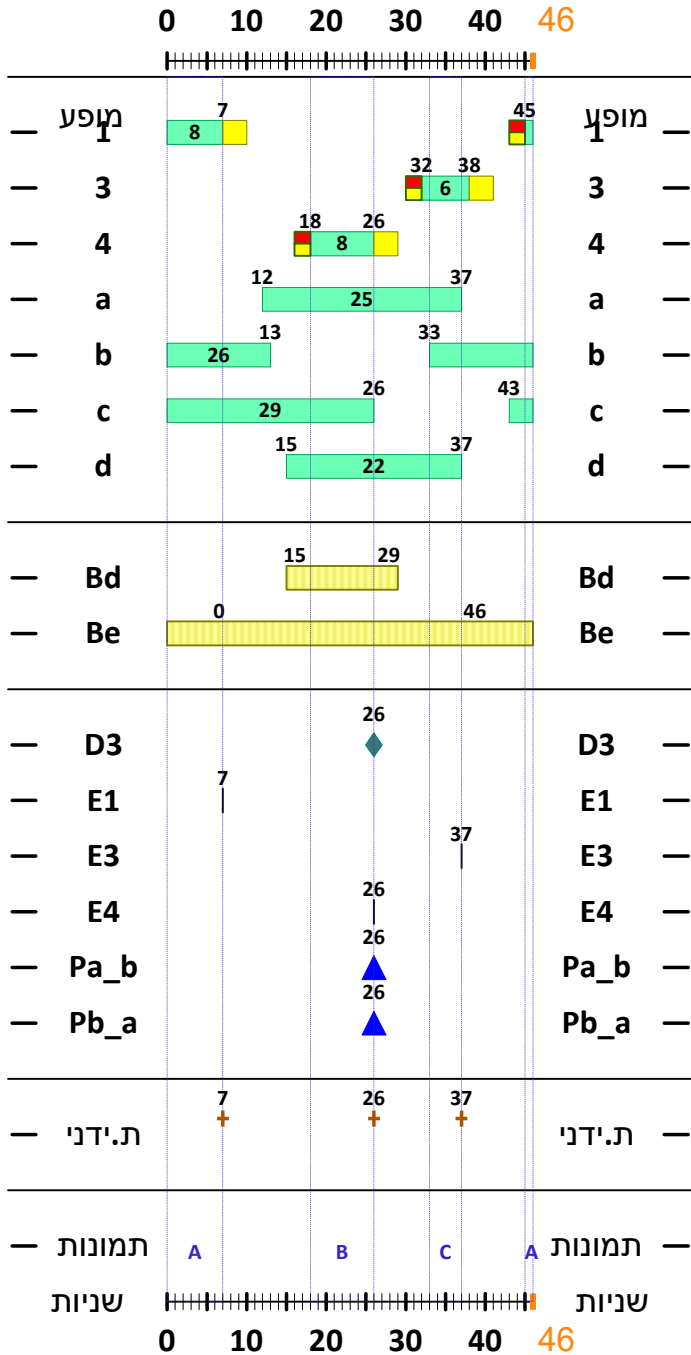 0 10 20 30 40 46
מופע 7 45 מופע
1 8 1
32 38
3 6 3
18 26
4 8 4
12 37
a 25 a
13 33
b 26 b
26 43
c 29 c
15 37
d 22 d
15 29
Bd Bd
0 46
Be Be
26
D3 D3
7
E1 E1
37
E3 E3
26
E4 E4
26
Pa_b Pa_b
26
Pb_a Pb_a
7 26 37
ת.ידני ת.ידני
תמונות A B C A תמונות
שניות שניות
0 10 20 30 40 46